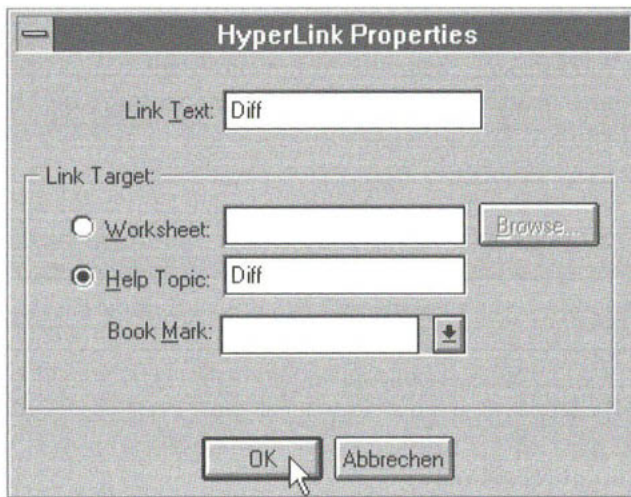 HyperLink Properties
Link Text: Diff
Link Target:
Worksheet: Browse...
Help Topic: Diff
Book Mark:
OK Abbrechen